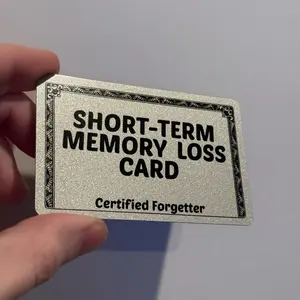 SHORT-TERM
MEMORY LOSS
CARD
Certified Forgetter